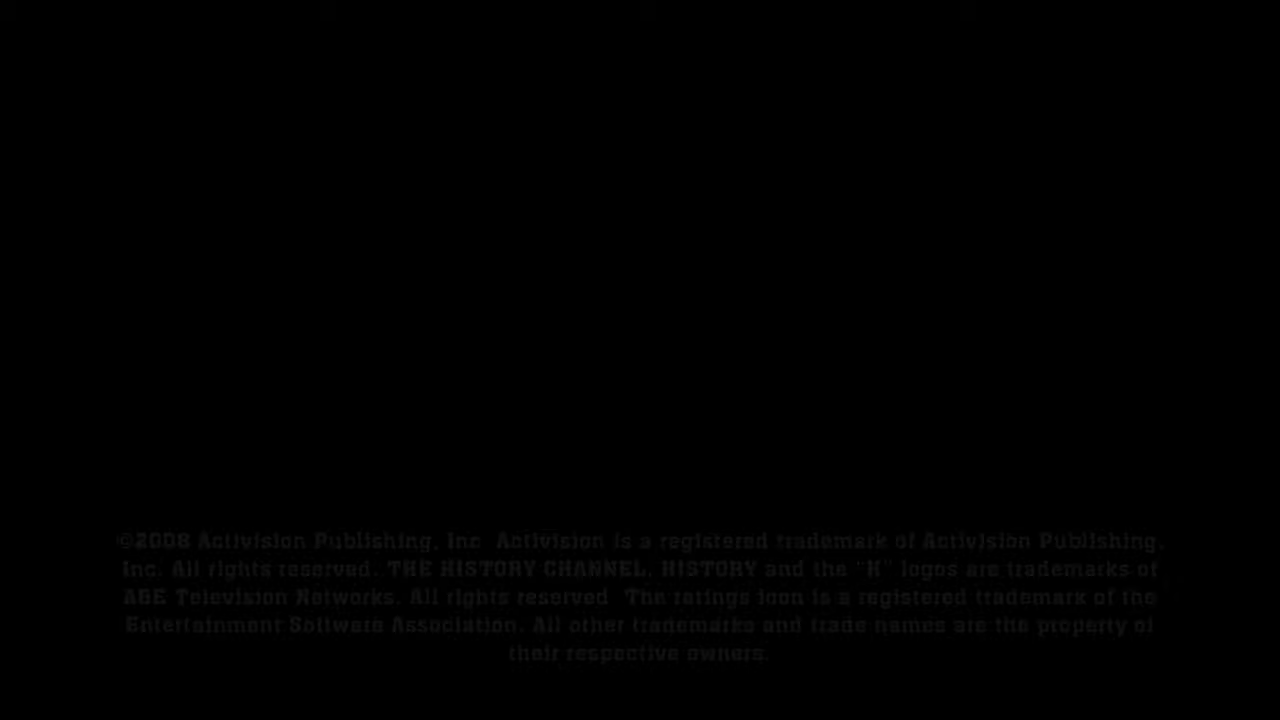 ©2008 Activision Publishing, Inc. Activision is a registered trademark of Activision Publishing,
Inc. All rights reserved. THE HISTORY CHANNEL, HISTORY and the "H" logos are trademarks of
A&E Television Networks. All rights reserved. The ratings icon is a registered trademark of the
Entertainment Software Association. All other trademarks and trade names are the property of
their respective owners.